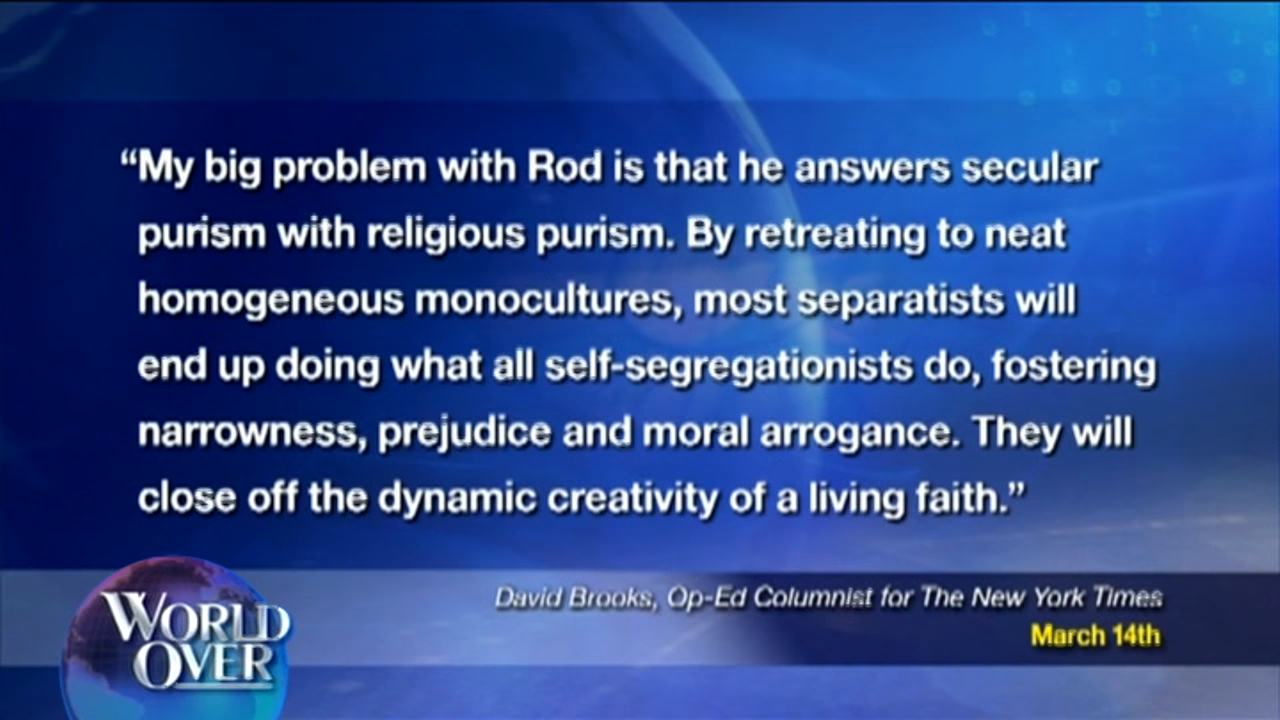 “My big problem with Rod is that he answers secular
purism with religious purism. By retreating to neat
homogeneous monocultures, most separatists will
end up doing what all self-segregationists do, fostering
narrowness, prejudice and moral arrogance. They will
close off the dynamic creativity of a living faith.”
David Brooks, Op-Ed Columnist for The New York Times
March 14th
WORLD
OVER